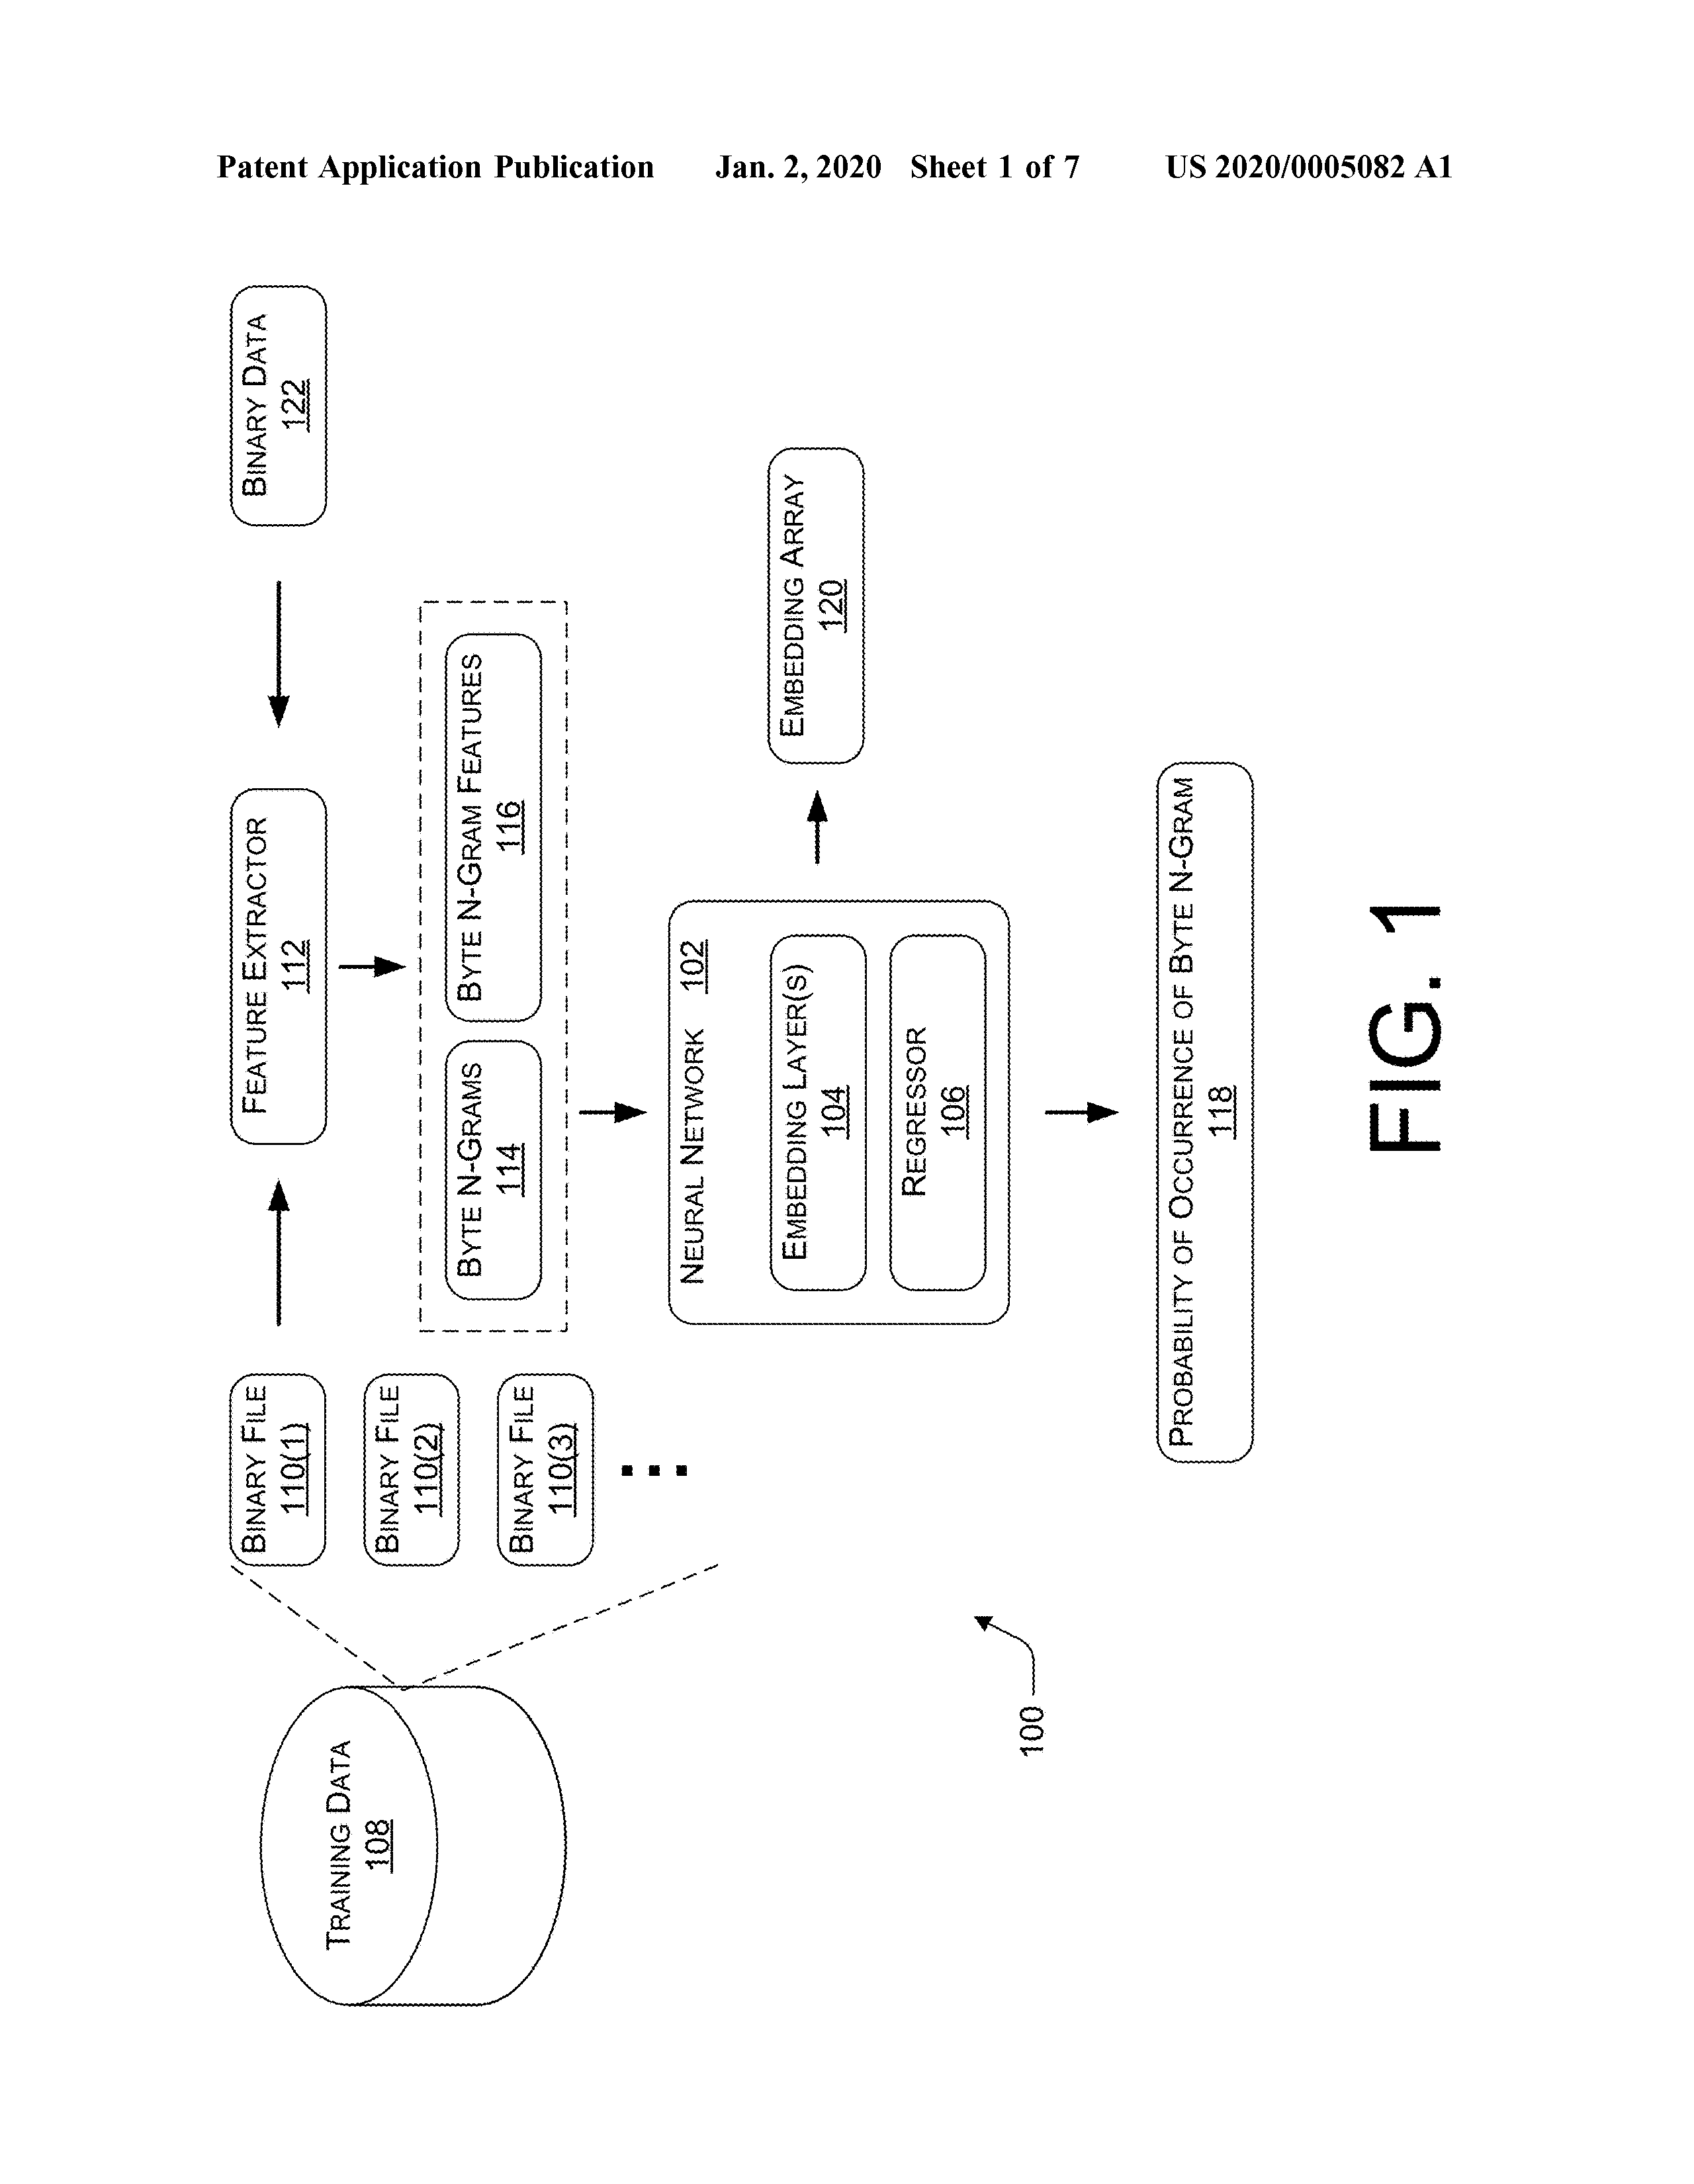 Patent Application Publication Jan. 2, 2020 Sheet 1 of 7 US 2020/0005082 A1
TRAINING DATA
108
BINARY FILE
110(1)
BINARY FILE
110(2)
BINARY FILE
110(3)
...
FEATURE EXTRACTOR
112
BINARY DATA
122
BYTE N-GRAMS
114
BYTE N-GRAM FEATURES
116
NEURAL NETWORK 102
EMBEDDING LAYER(S)
104
REGRESSOR
106
EMBEDDING ARRAY
120
PROBABILITY OF OCCURRENCE OF BYTE N-GRAM
118
100
FIG. 1